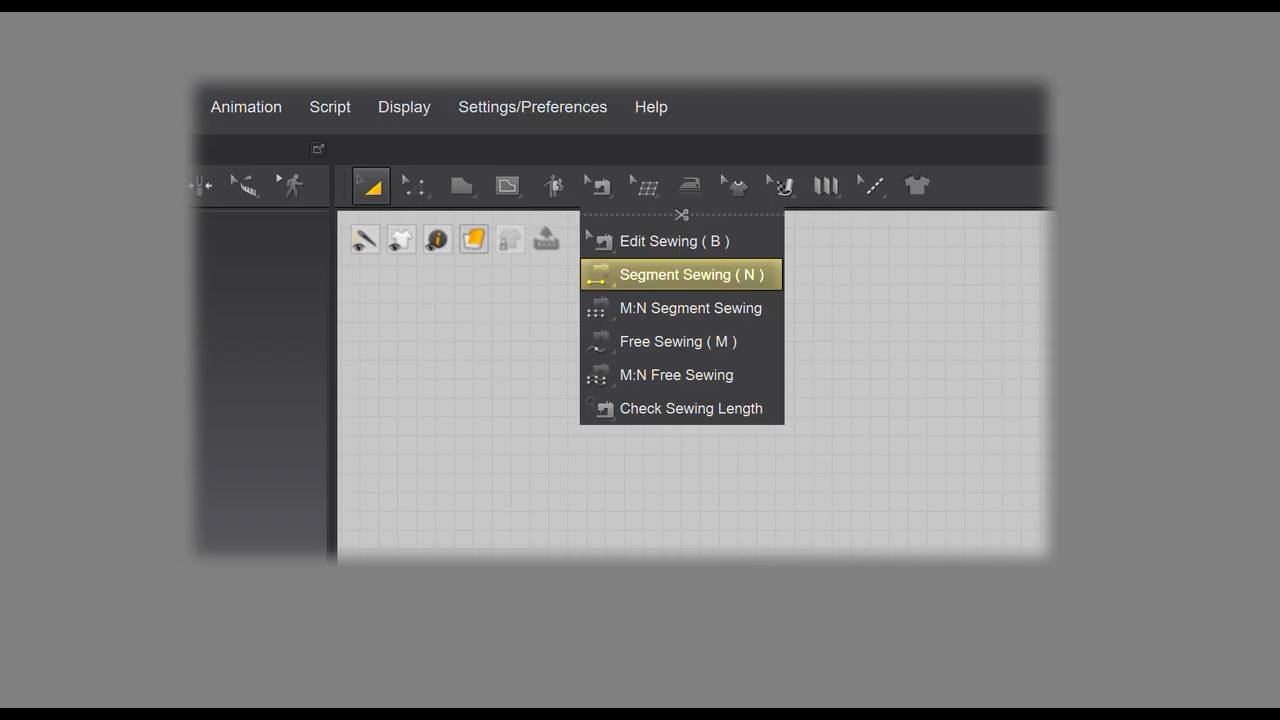 Animation Script Display Settings/Preferences Help
Edit Sewing ( B )
Segment Sewing ( N )
M:N Segment Sewing
Free Sewing ( M )
M:N Free Sewing
Check Sewing Length